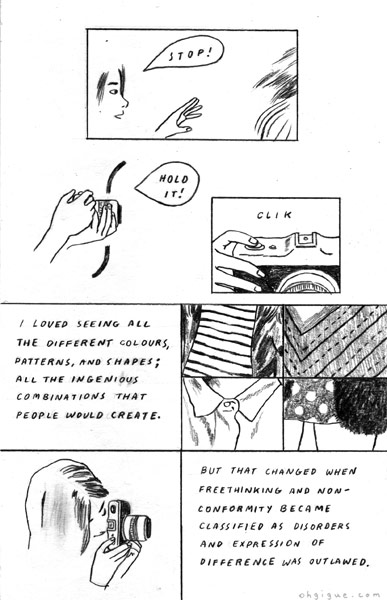 STOP!
HOLD
IT!
CLIK
I LOVED SEEING ALL
THE DIFFERENT COLOURS,
PATTERNS, AND SHAPES;
ALL THE INGENIOUS
COMBINATIONS THAT
PEOPLE WOULD CREATE.
BUT THAT CHANGED WHEN
FREETHINKING AND NON-
CONFORMITY BECAME
CLASSIFIED AS DISORDERS
AND EXPRESSION OF
DIFFERENCE WAS OUTLAWED.
ohgigue.com